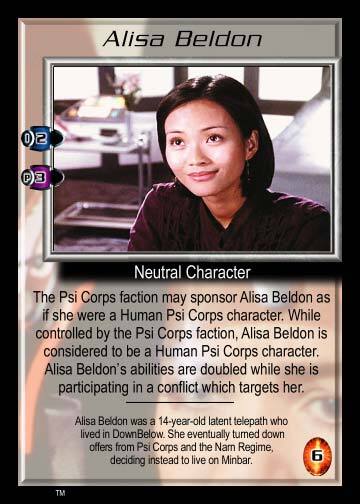 Alisa Beldon
D 2
P 3
Neutral Character
The Psi Corps faction may sponsor Alisa Beldon as
if she were a Human Psi Corps character. While
controlled by the Psi Corps faction, Alisa Beldon is
considered to be a Human Psi Corps character.
Alisa Beldon's abilities are doubled while she is
participating in a conflict which targets her.
Alisa Beldon was a 14-year-old latent telepath who
lived in DownBelow. She eventually turned down
offers from Psi Corps and the Narn Regime,
deciding instead to live on Minbar.
6
TM